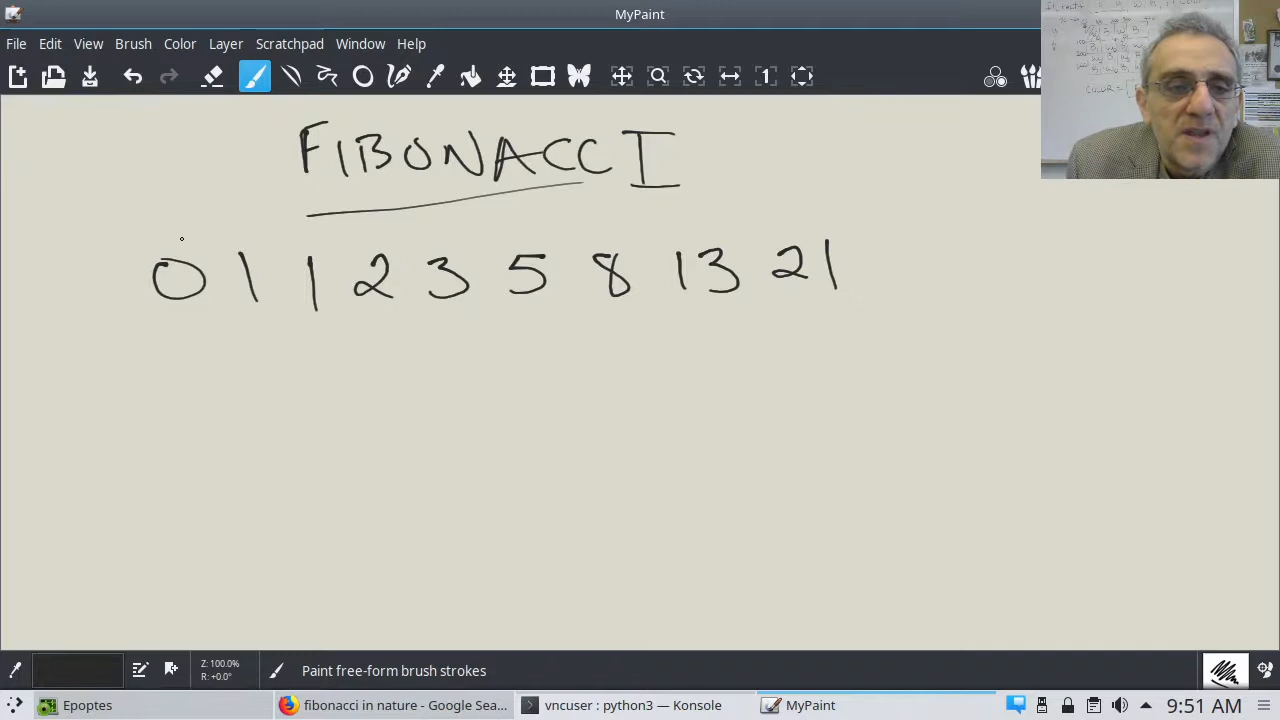 MyPaint
File Edit View Brush Color Layer Scratchpad Window Help
FIBONACCI
0 1 1 2 3 5 8 13 21
Z: 100.0%
R: +0.0°
Paint free-form brush strokes
Epoptes
fibonacci in nature - Google Sea...
vncuser : python3 — Konsole
MyPaint
9:51 AM